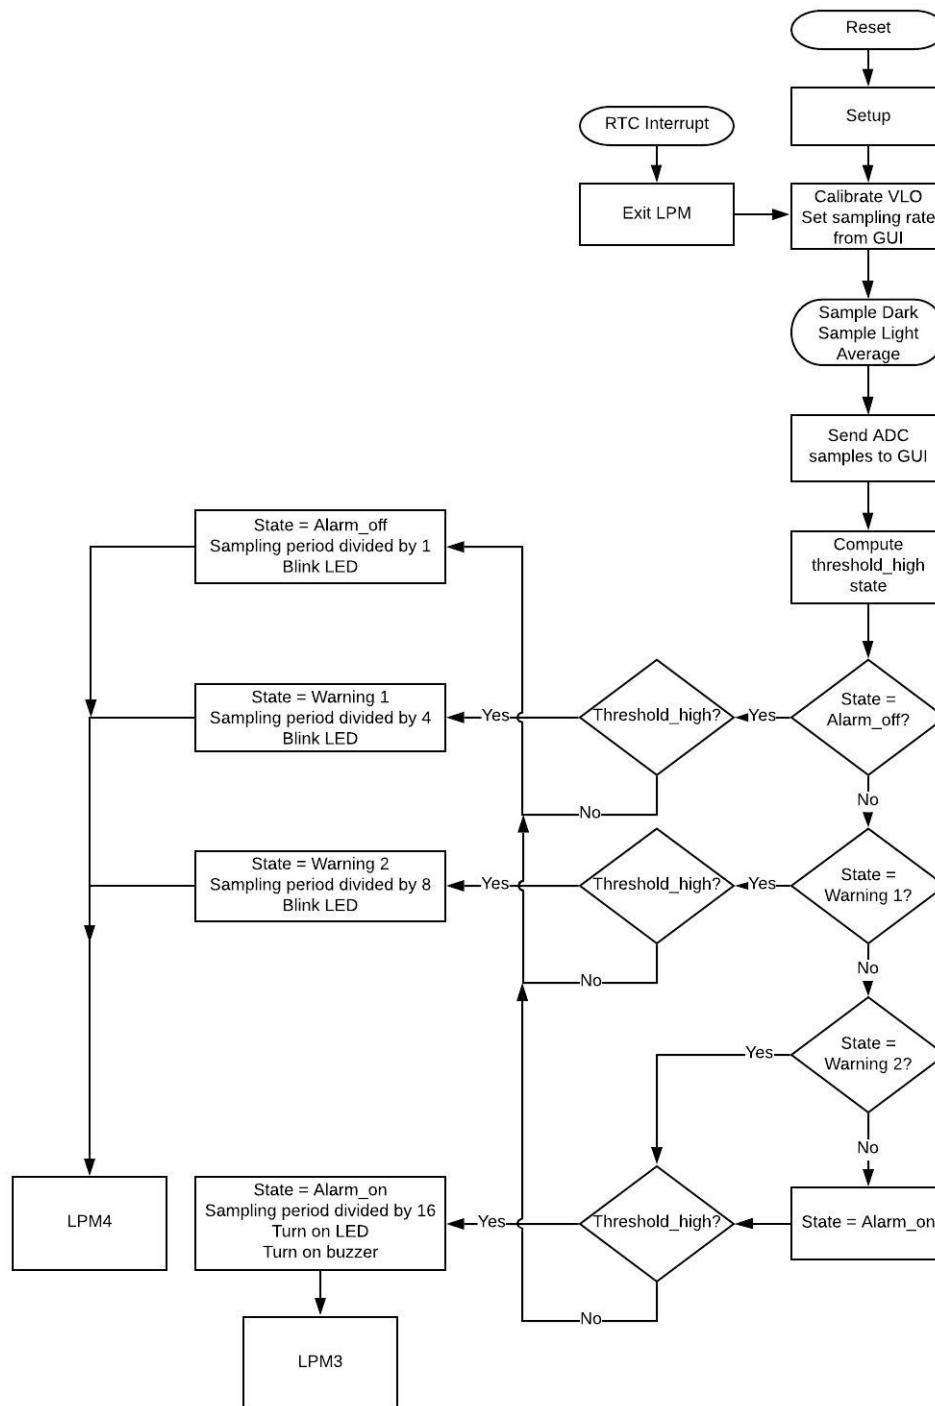 Reset
Setup
RTC Interrupt
Exit LPM
Calibrate VLO
Set sampling rate
from GUI
Sample Dark
Sample Light
Average
Send ADC
samples to GUI
Compute
threshold_high
state
State = Alarm_off
Sampling period divided by 1
Blink LED
State =
Alarm_off?
Yes
Threshold_high?
Yes
State = Warning 1
Sampling period divided by 4
Blink LED
No
No
State =
Warning 1?
Yes
Threshold_high?
Yes
State = Warning 2
Sampling period divided by 8
Blink LED
No
No
State =
Warning 2?
Yes
No
State = Alarm_on
Threshold_high?
Yes
State = Alarm_on
Sampling period divided by 16
Turn on LED
Turn on buzzer
No
LPM4
LPM3